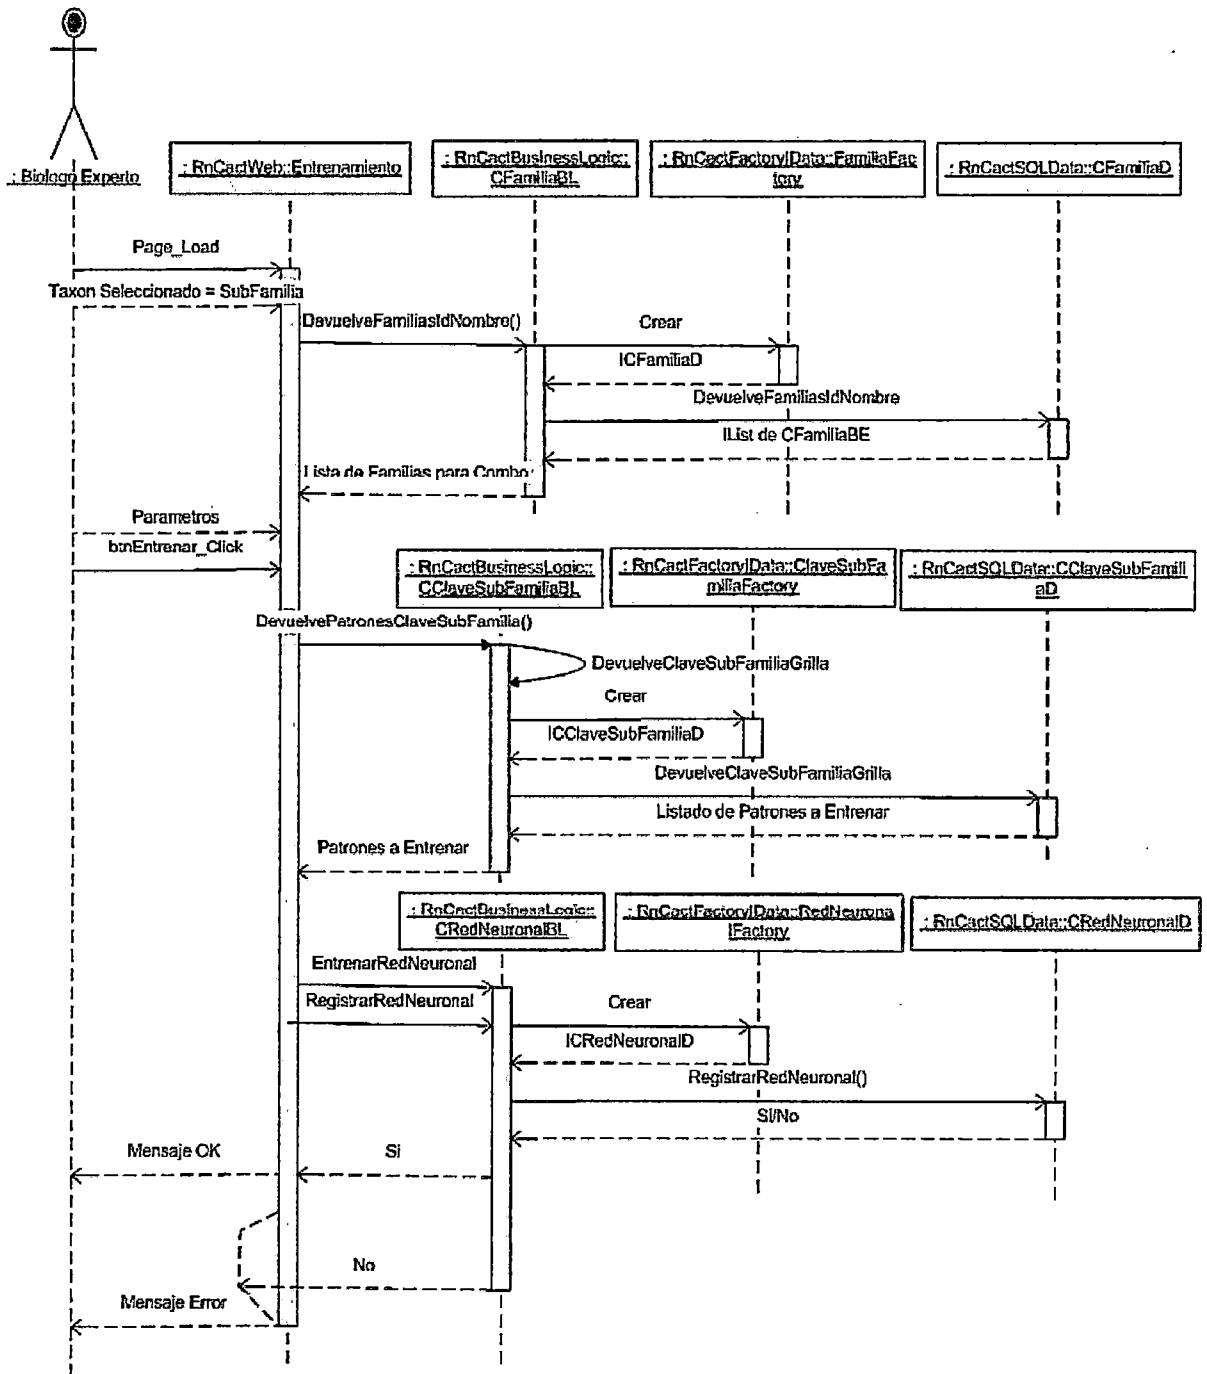 : Biologo Experto
: RnCactWeb::Entrenamiento
: RnCactBusinessLogic::
CFamiliaBL
: RnCactFactoryIData::FamiliaFac
tory
: RnCactSQLData::CFamiliaD
Page_Load
Taxon Seleccionado = SubFamilia
DevuelveFamiliasIdNombre()
Crear
ICFamiliaD
DevuelveFamiliasIdNombre
IList de CFamiliaBE
Lista de Familias para Combo
Parametros
btnEntrenar_Click
: RnCactBusinessLogic::
CClaveSubFamiliaBL
: RnCactFactoryIData::ClaveSubFa
miliaFactory
: RnCactSQLData::CClaveSubFamili
aD
DevuelvePatronesClaveSubFamilia()
DevuelveClaveSubFamiliaGrilla
Crear
ICClaveSubFamiliaD
DevuelveClaveSubFamiliaGrilla
Listado de Patrones a Entrenar
Patrones a Entrenar
: RnCactBusinessLogic::
CRedNeuronalBL
: RnCactFactoryIData::RedNeurona
lFactory
: RnCactSQLData::CRedNeuronalD
EntrenarRedNeuronal
RegistrarRedNeuronal
Crear
ICRedNeuronalD
RegistrarRedNeuronal()
Si/No
Mensaje OK
Si
No
Mensaje Error